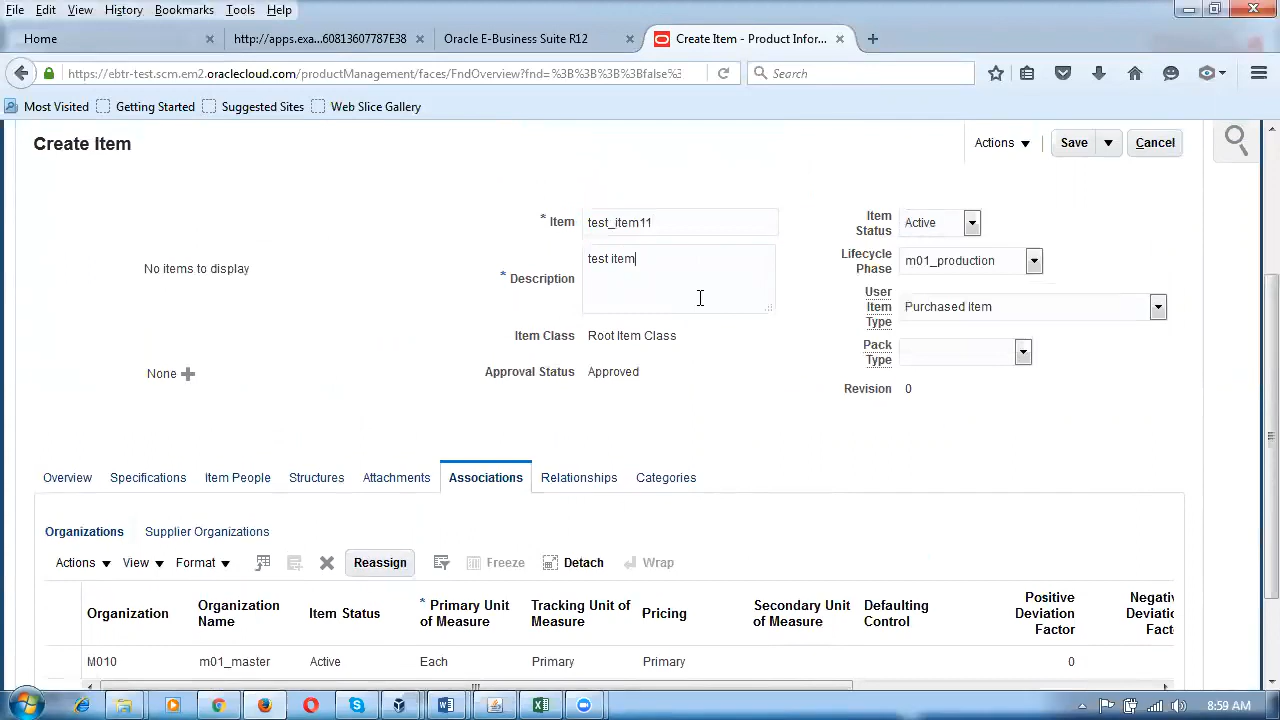 File Edit View History Bookmarks Tools Help
Home
http://apps.exa...60813607787E38
Oracle E-Business Suite R12
Create Item - Product Infor...
https://ebtr-test.scm.em2.oraclecloud.com/productManagement/faces/FndOverview?fnd=%3B%3B%3B%3Bfalse%
Search
Most Visited Getting Started Suggested Sites Web Slice Gallery
Create Item
Actions Save Cancel
* Item test_item11
Item Status Active
* Description test item
Lifecycle Phase m01_production
No items to display
User Item Type Purchased Item
Item Class Root Item Class
Pack Type
None
Approval Status Approved
Revision 0
Overview Specifications Item People Structures Attachments Associations Relationships Categories
Organizations Supplier Organizations
Actions View Format Reassign Freeze Detach Wrap
Organization
Organization Name
Item Status
* Primary Unit of Measure
Tracking Unit of Measure
Pricing
Secondary Unit of Measure
Defaulting Control
Positive Deviation Factor
M010 m01_master Active Each Primary Primary 0
8:59 AM